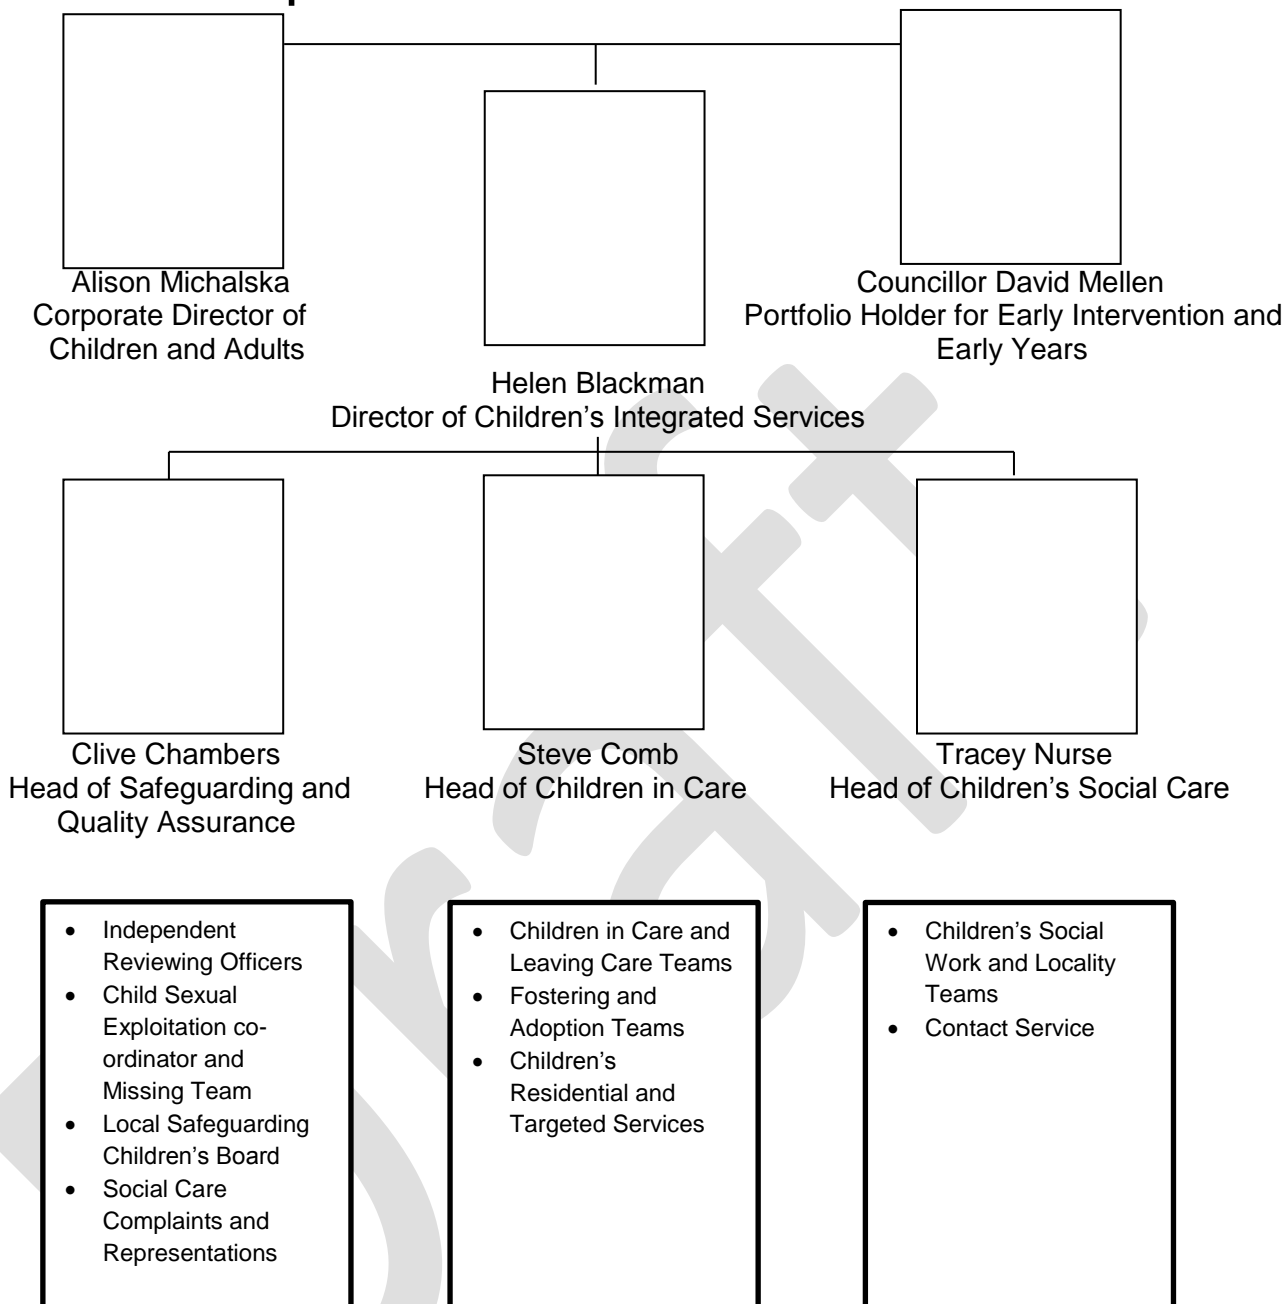 Alison Michalska
Corporate Director of
Children and Adults
Councillor David Mellen
Portfolio Holder for Early Intervention and
Early Years
Helen Blackman
Director of Children’s Integrated Services
Clive Chambers
Head of Safeguarding and
Quality Assurance
Steve Comb
Head of Children in Care
Tracey Nurse
Head of Children’s Social Care
• Independent
Reviewing Officers
• Child Sexual
Exploitation co-
ordinator and
Missing Team
• Local Safeguarding
Children’s Board
• Social Care
Complaints and
Representations
• Children in Care and
Leaving Care Teams
• Fostering and
Adoption Teams
• Children’s
Residential and
Targeted Services
• Children’s Social
Work and Locality
Teams
• Contact Service
Draft